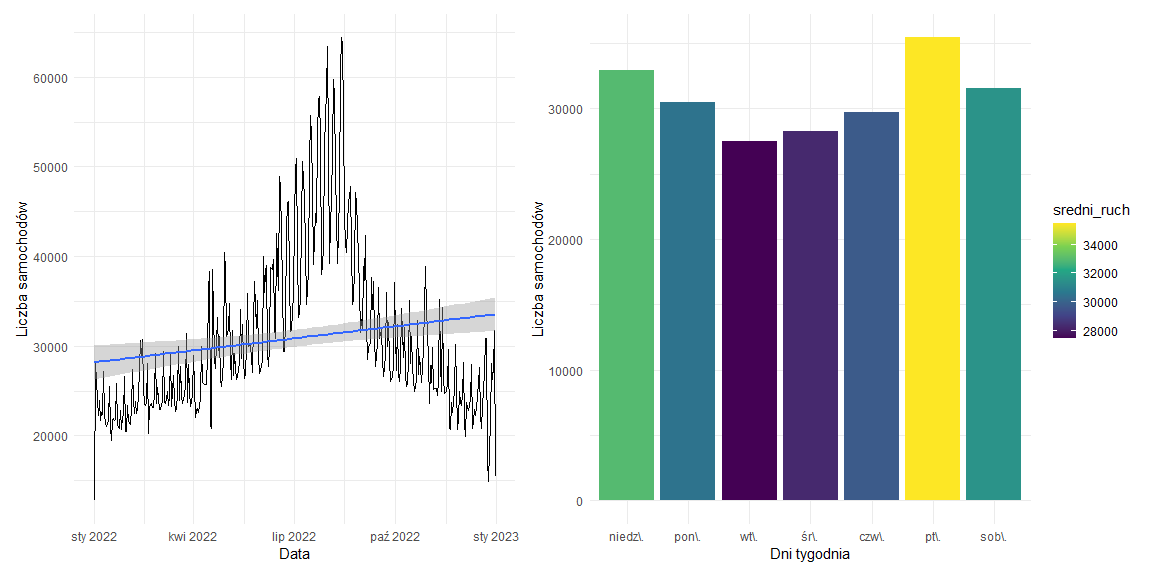 Liczba samochodów
60000
50000
40000
30000
20000
sty 2022
kwi 2022
lip 2022
paź 2022
sty 2023
Data
Liczba samochodów
30000
20000
10000
0
niedz\.
pon\.
wt\.
śr\.
czw\.
pt\.
sob\.
Dni tygodnia
sredni_ruch
34000
32000
30000
28000